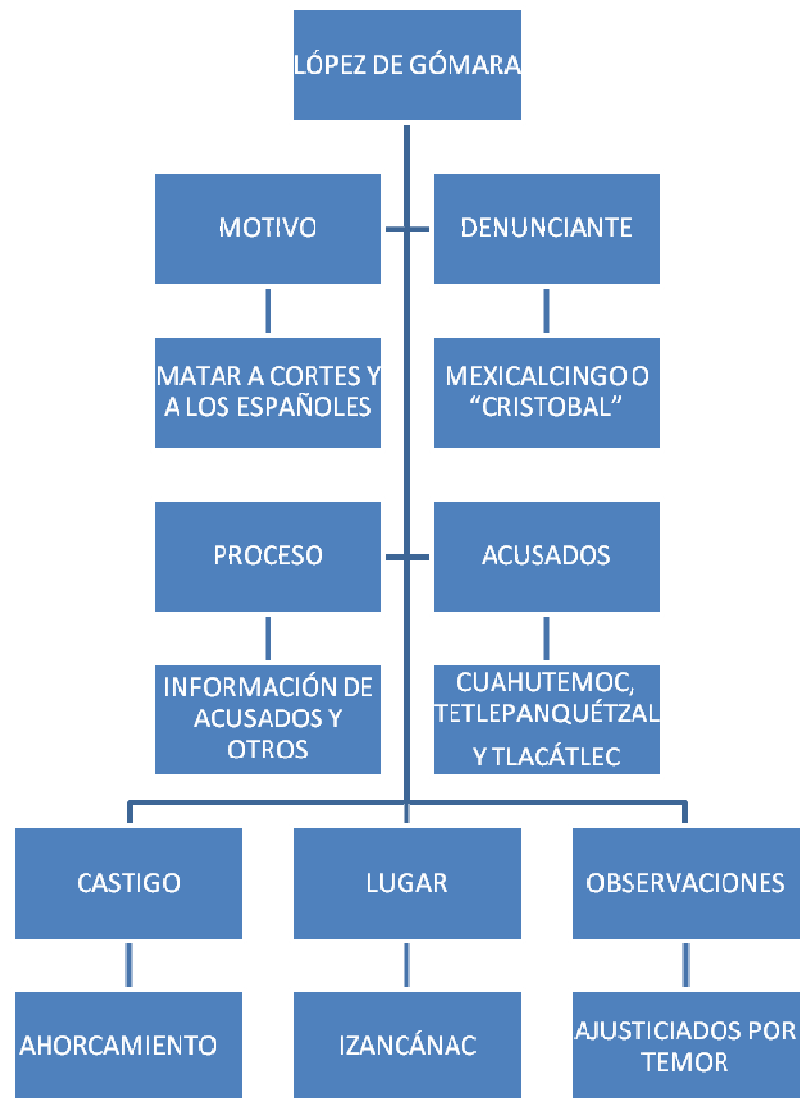 LÓPEZ DE GÓMARA
MOTIVO
DENUNCIANTE
MATAR A CORTES Y
A LOS ESPAÑOLES
MEXICALCINGO O
“CRISTOBAL”
PROCESO
ACUSADOS
INFORMACIÓN DE
ACUSADOS Y
OTROS
CUAHUTEMOC,
TETLEPANQUÉTZAL
Y TLACÁTLEC
CASTIGO
LUGAR
OBSERVACIONES
AHORCAMIENTO
IZANCÁNAC
AJUSTICIADOS POR
TEMOR